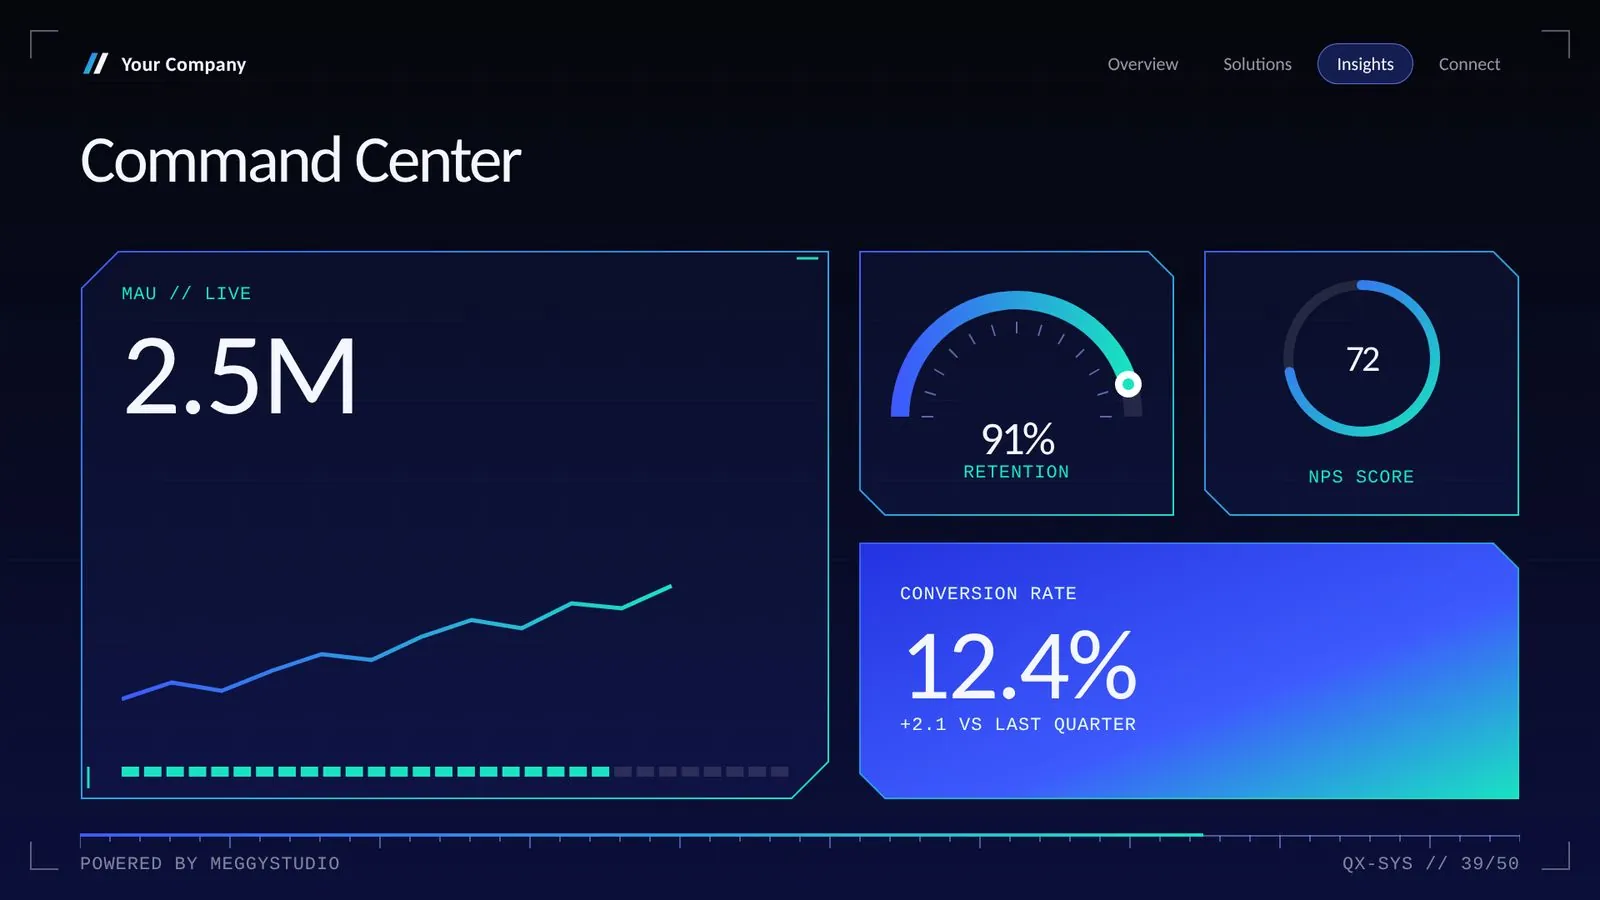 Your Company
Overview
Solutions
Insights
Connect
Command Center
MAU // LIVE
2.5M
91%
RETENTION
72
NPS SCORE
CONVERSION RATE
12.4%
+2.1 VS LAST QUARTER
POWERED BY MEGGYSTUDIO
QX-SYS // 39/50